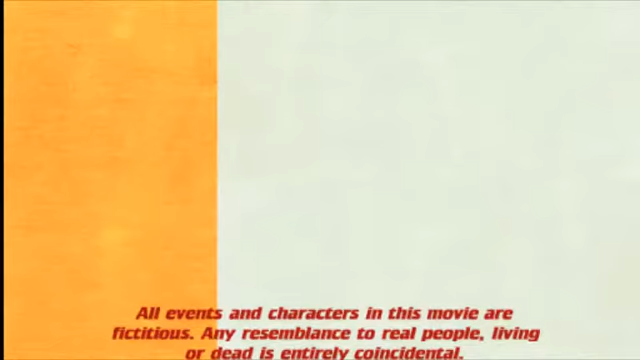 All events and characters in this movie are
fictitious. Any resemblance to real people, living
or dead is entirely coincidental.